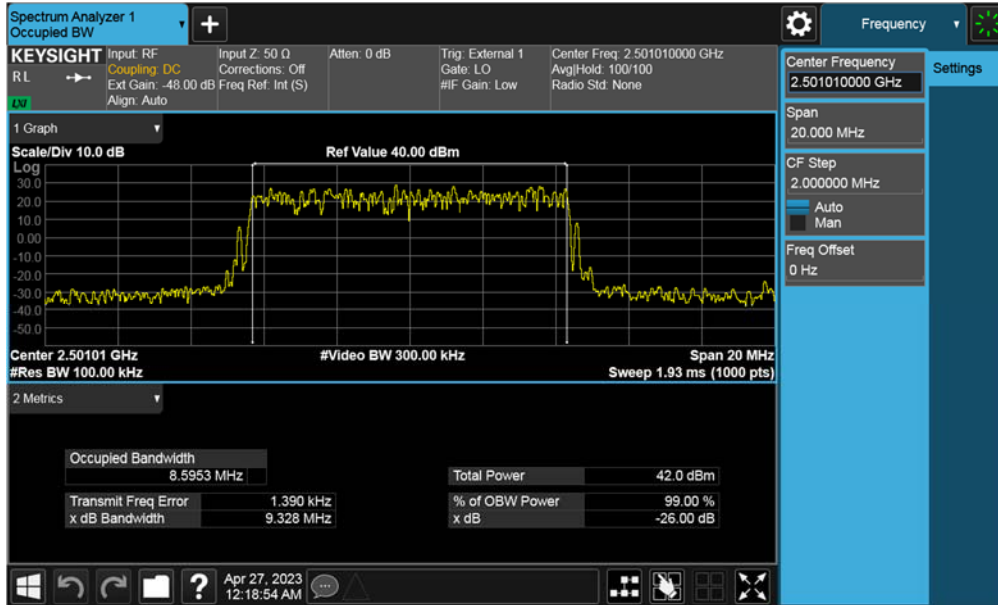 Spectrum Analyzer 1
Occupied BW
Frequency
KEYSIGHT Input: RF Input Z: 50 Ω Atten: 0 dB Trig: External 1 Center Freq: 2.501010000 GHz
RL Coupling: DC Corrections: Off Gate: LO Avg|Hold: 100/100
Ext Gain: -48.00 dB Freq Ref: Int (S) #IF Gain: Low Radio Std: None
LXI Align: Auto
Center Frequency
2.501010000 GHz
Settings
Span
20.000 MHz
CF Step
2.000000 MHz
Auto
Man
Freq Offset
0 Hz
1 Graph
Scale/Div 10.0 dB Ref Value 40.00 dBm
Log
30.0
20.0
10.0
0.00
-10.0
-20.0
-30.0
-40.0
-50.0
Center 2.50101 GHz #Video BW 300.00 kHz Span 20 MHz
#Res BW 100.00 kHz Sweep 1.93 ms (1000 pts)
2 Metrics
Occupied Bandwidth
8.5953 MHz Total Power 42.0 dBm
Transmit Freq Error 1.390 kHz % of OBW Power 99.00 %
x dB Bandwidth 9.328 MHz x dB -26.00 dB
? Apr 27, 2023
12:18:54 AM